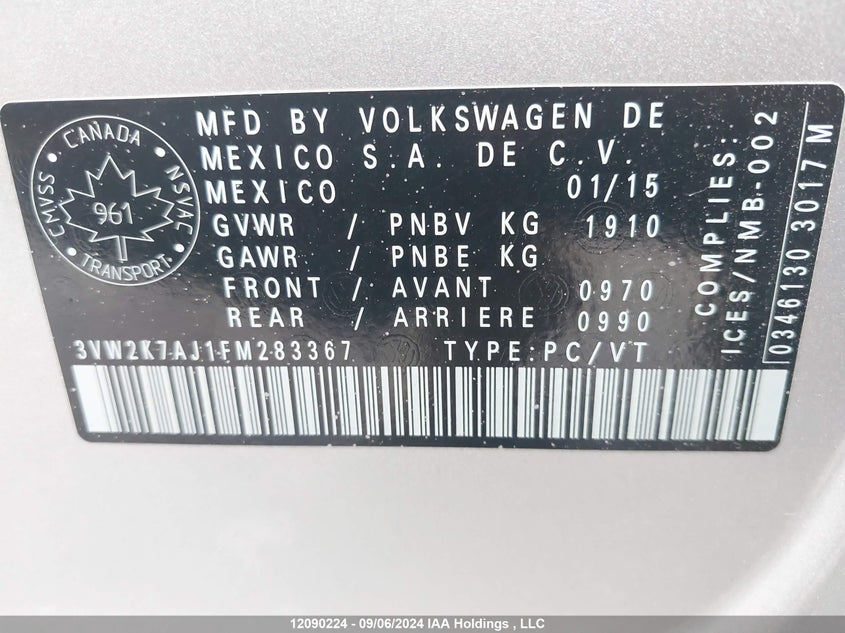 CANADA
CMVSS
NSVAC
961
TRANSPORT
MFD BY VOLKSWAGEN DE
MEXICO S.A. DE C.V.
MEXICO 01/15
GVWR / PNBV KG 1910
GAWR / PNBE KG
FRONT / AVANT 0970
REAR / ARRIERE 0990
3VW2K7AJ1FM283367 TYPE:PC/VT
COMPLIES:
ICES/NMB-002
0346130 3017 M
12090224 - 09/06/2024 IAA Holdings , LLC